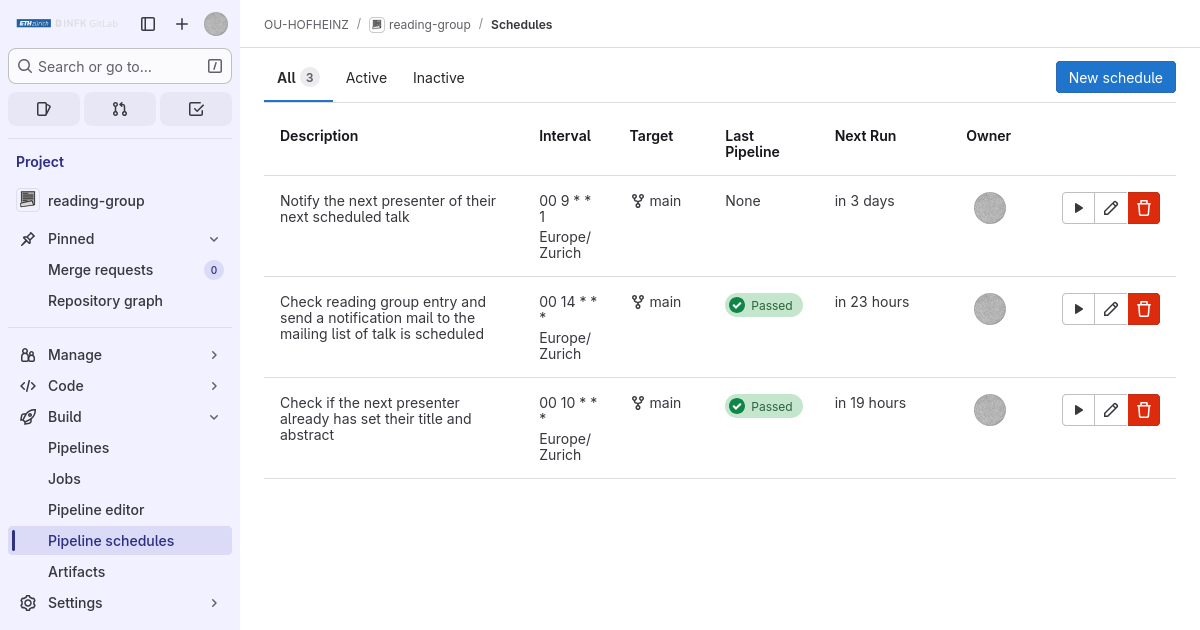 ETH zürich D INFK GitLab
Search or go to... /
Project
reading-group
Pinned
Merge requests 0
Repository graph
Manage
Code
Build
Pipelines
Jobs
Pipeline editor
Pipeline schedules
Artifacts
Settings
OU-HOFHEINZ / reading-group / Schedules
All 3 Active Inactive
New schedule
Description Interval Target Last Pipeline Next Run Owner
Notify the next presenter of their
next scheduled talk
00 9 * *
1
Europe/
Zurich
main
None
in 3 days
Check reading group entry and
send a notification mail to the
mailing list of talk is scheduled
00 14 * *
*
Europe/
Zurich
main
Passed
in 23 hours
Check if the next presenter
already has set their title and
abstract
00 10 * *
*
Europe/
Zurich
main
Passed
in 19 hours